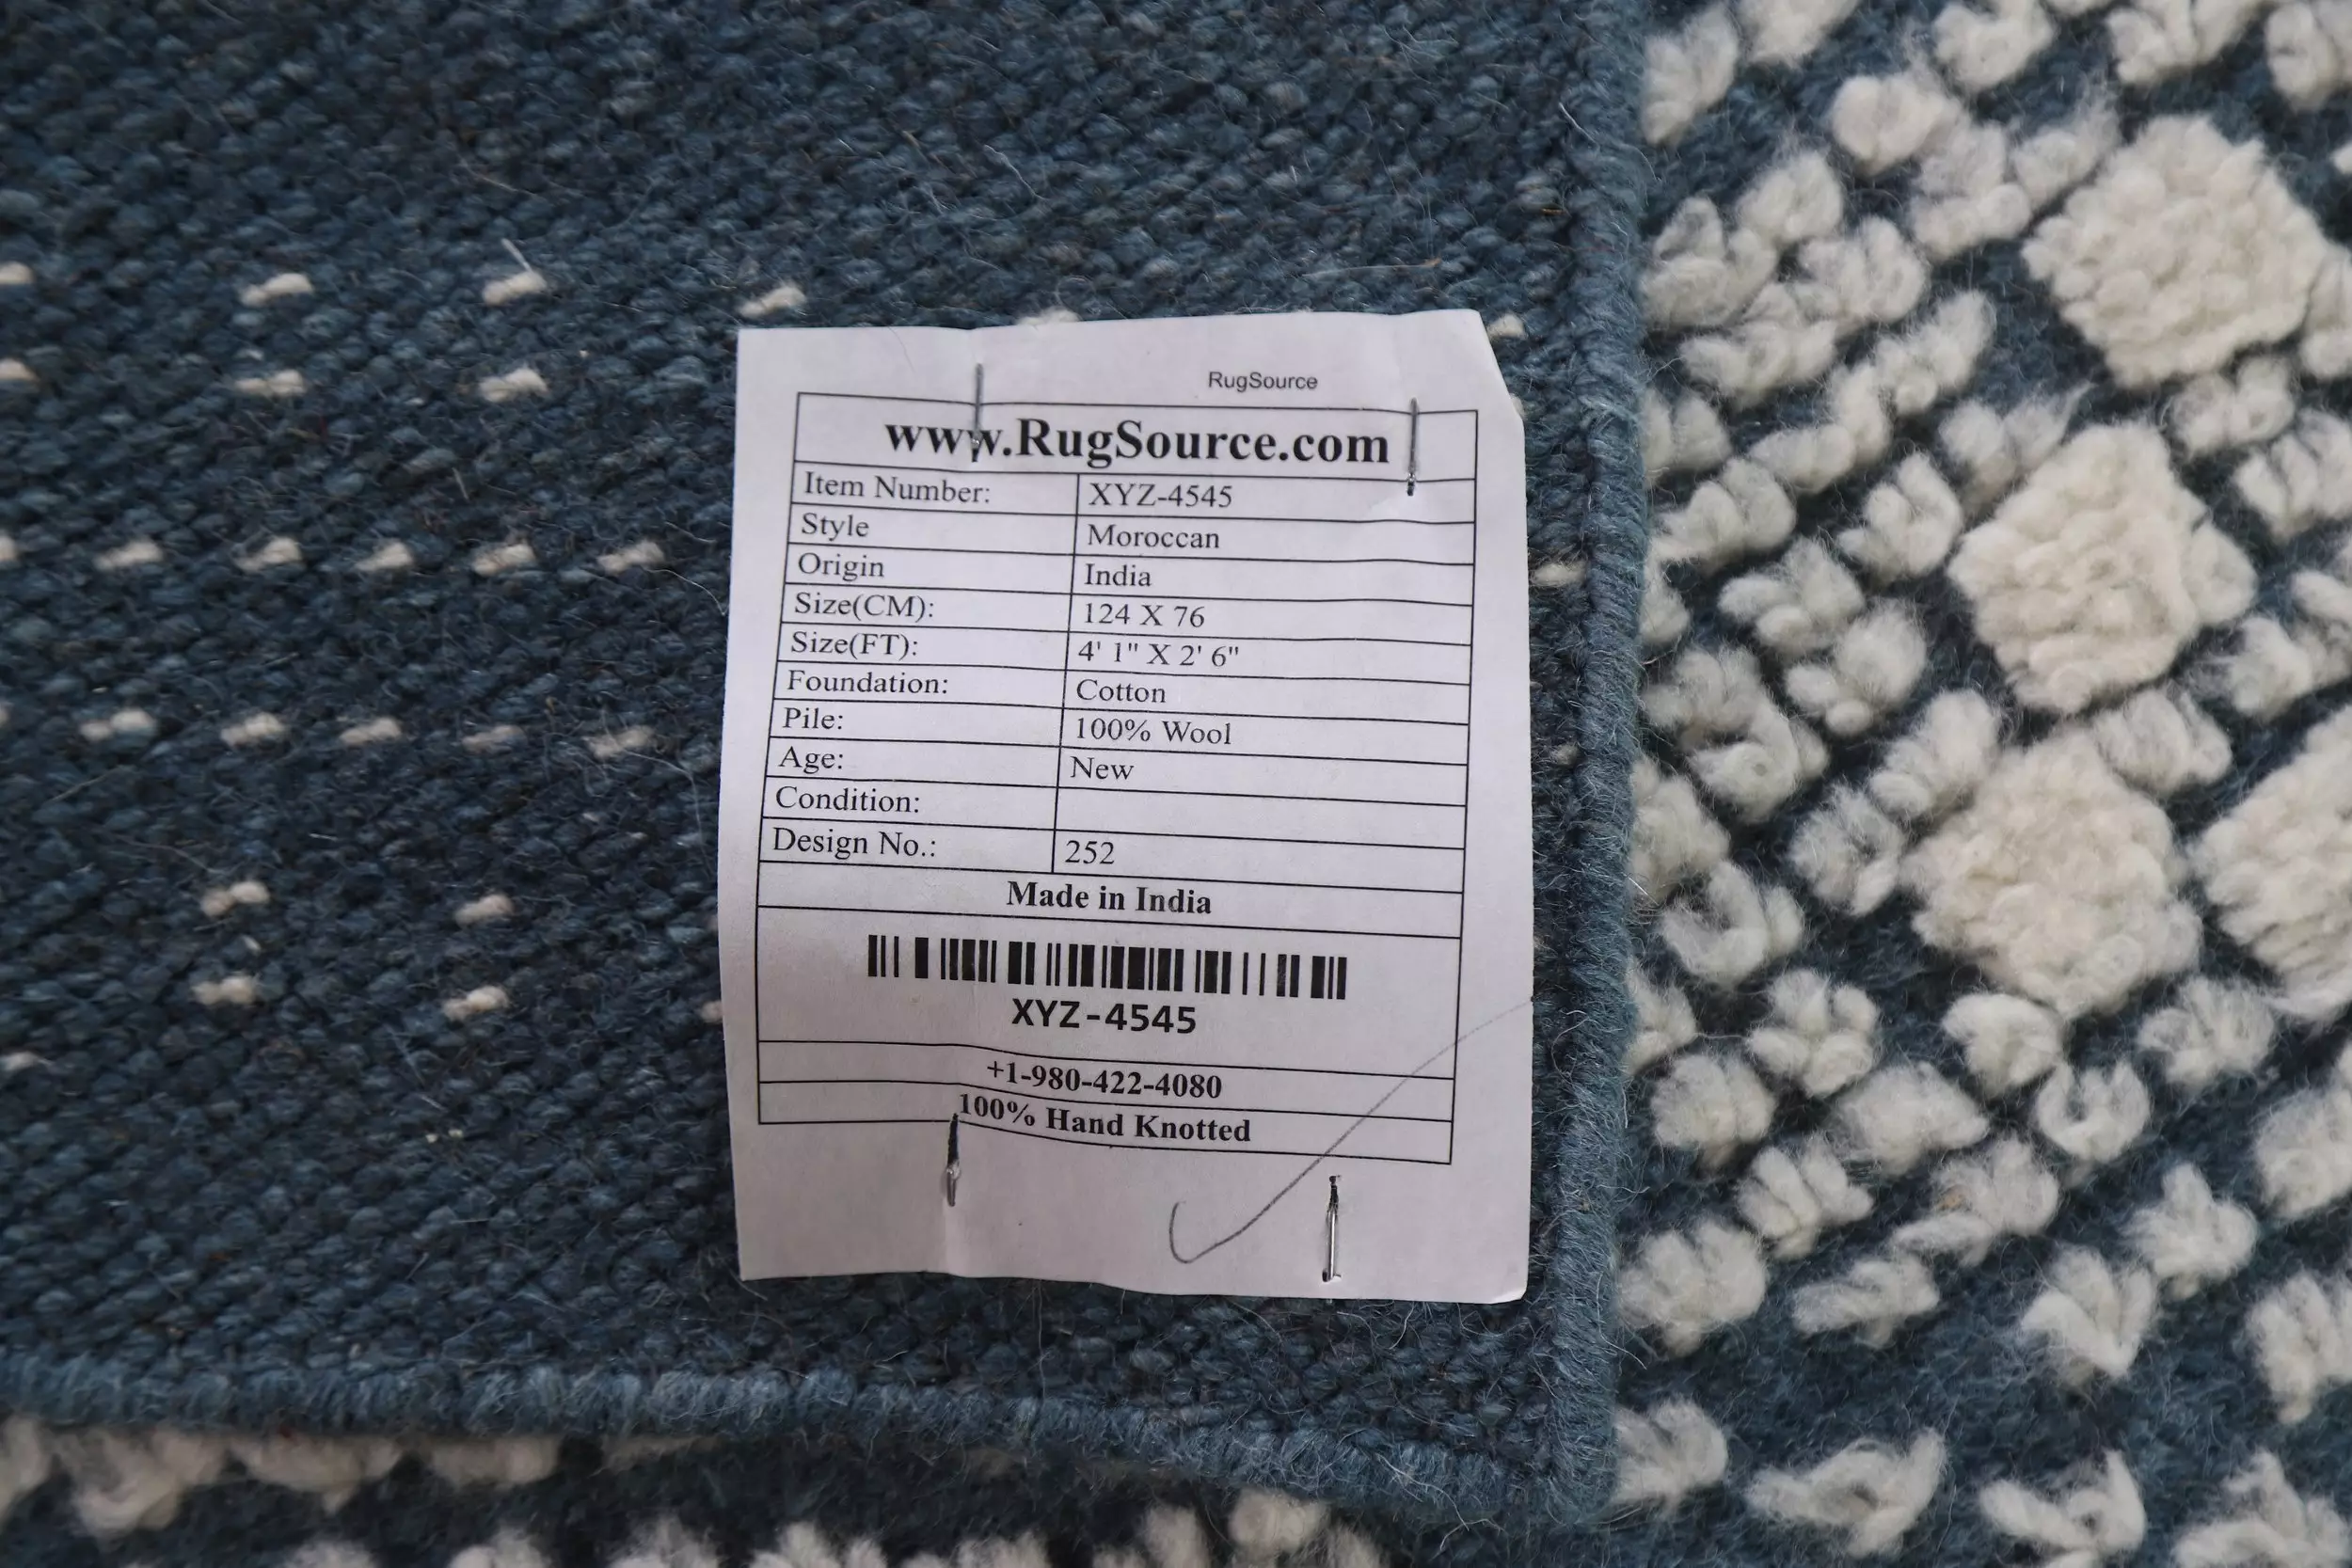 RugSource
www.RugSource.com
Item Number: XYZ-4545
Style Moroccan
Origin India
Size(CM): 124 X 76
Size(FT): 4' 1" X 2' 6"
Foundation: Cotton
Pile: 100% Wool
Age: New
Condition:
Design No.: 252
Made in India
XYZ-4545
+1-980-422-4080
100% Hand Knotted